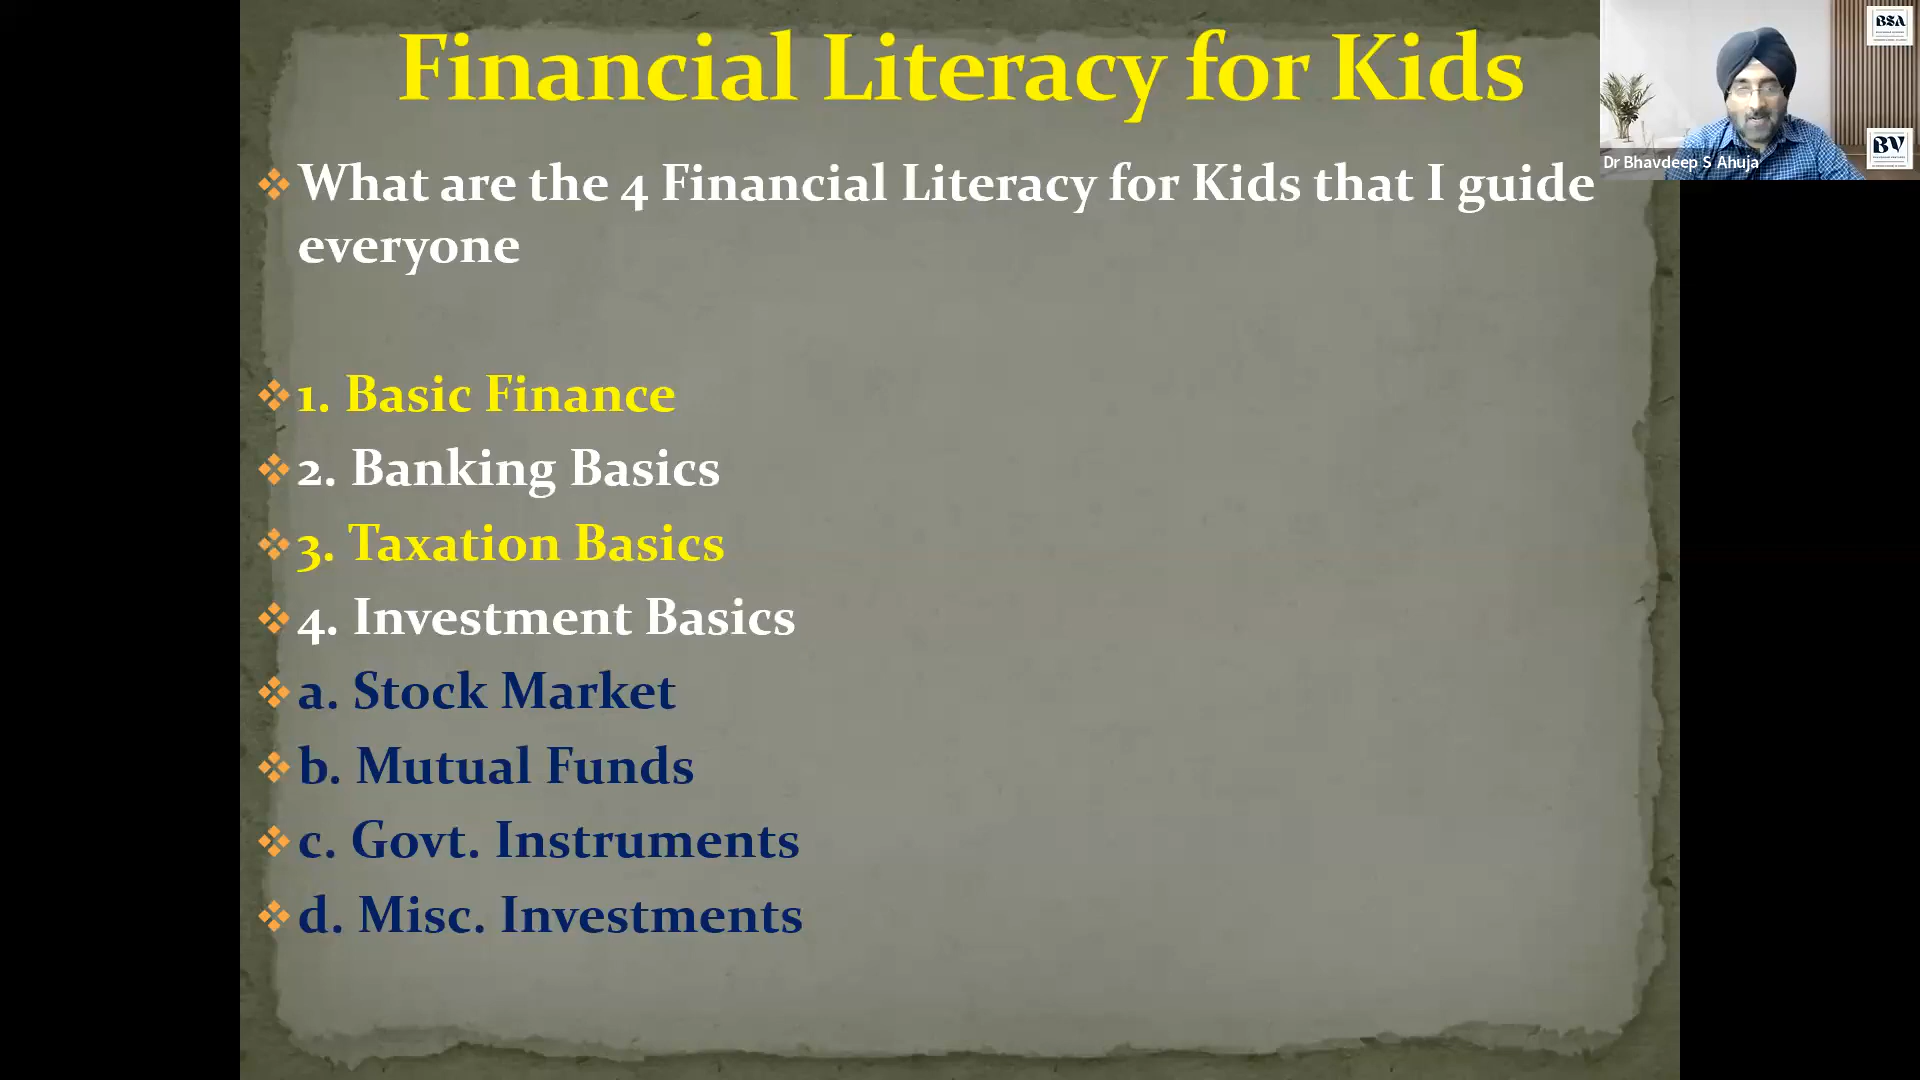 Financial Literacy for Kids
What are the 4 Financial Literacy for Kids that I guide
everyone
1. Basic Finance
2. Banking Basics
3. Taxation Basics
4. Investment Basics
a. Stock Market
b. Mutual Funds
c. Govt. Instruments
d. Misc. Investments
BSA
Dr Bhavdeep S Ahuja
BV